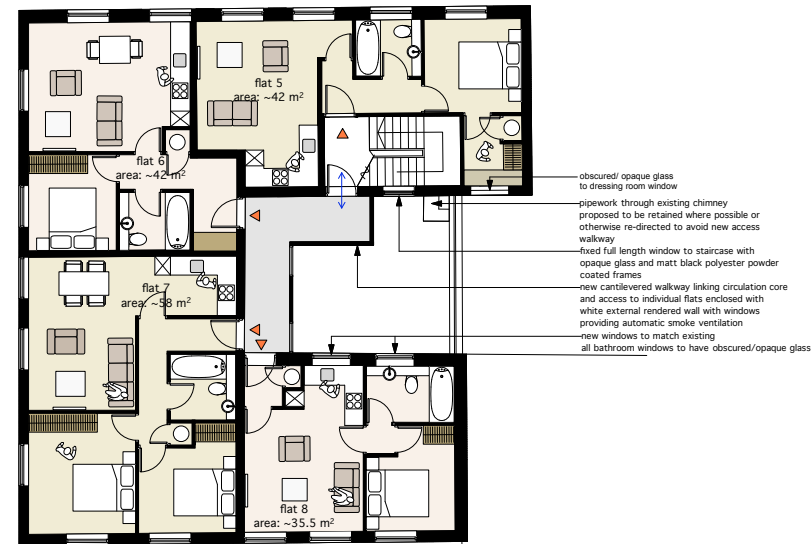 flat 5
area: ~42 m²
flat 6
area: ~42 m²
obscured/ opaque glass
to dressing room window
pipework through existing chimney
proposed to be retained where possible or
otherwise re-directed to avoid new access
walkway
fixed full length window to staircase with
opaque glass and matt black polyester powder
coated frames
new cantilevered walkway linking circulation core
and access to individual flats enclosed with
white external rendered wall with windows
providing automatic smoke ventilation
new windows to match existing
all bathroom windows to have obscured/opaque glass
flat 7
area: ~58 m²
flat 8
area: ~35.5 m²